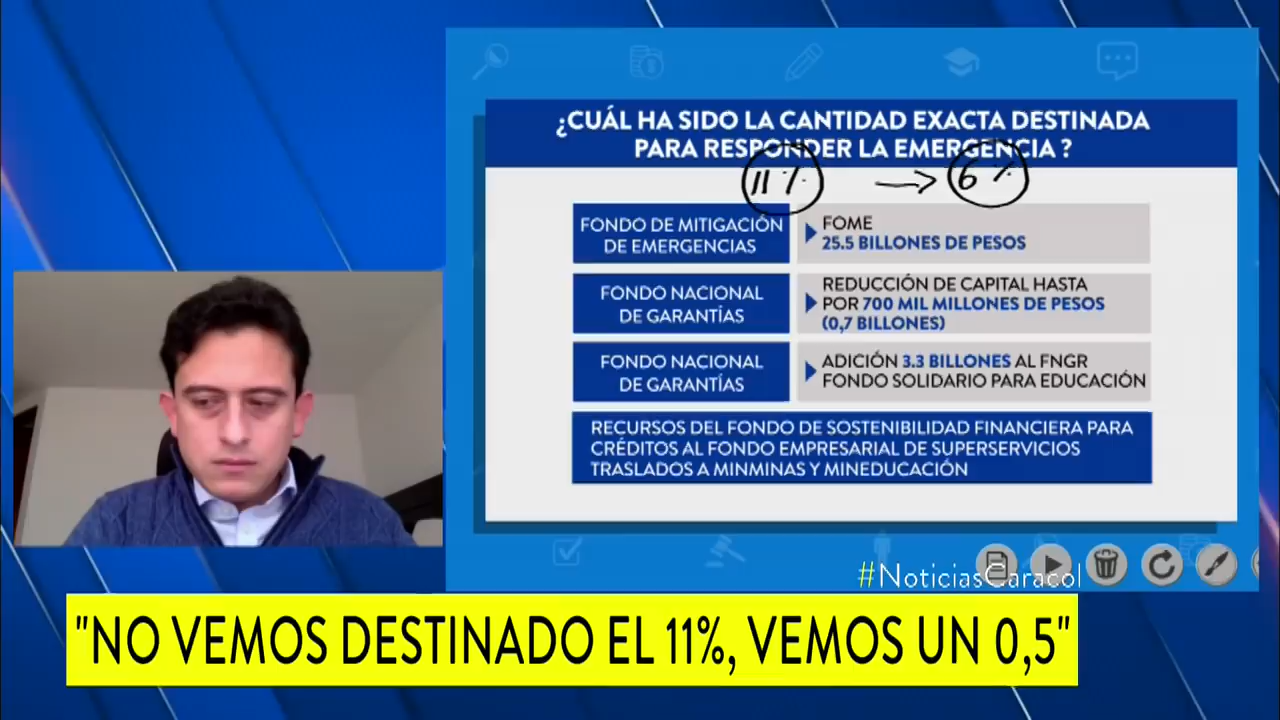 ¿CUÁL HA SIDO LA CANTIDAD EXACTA DESTINADA
PARA RESPONDER LA EMERGENCIA ?
11 % → 6 %
FONDO DE MITIGACIÓN
DE EMERGENCIAS
FOME
25.5 BILLONES DE PESOS
FONDO NACIONAL
DE GARANTÍAS
REDUCCIÓN DE CAPITAL HASTA
POR 700 MIL MILLONES DE PESOS
(0,7 BILLONES)
FONDO NACIONAL
DE GARANTÍAS
ADICIÓN 3.3 BILLONES AL FNGR
FONDO SOLIDARIO PARA EDUCACIÓN
RECURSOS DEL FONDO DE SOSTENIBILIDAD FINANCIERA PARA
CRÉDITOS AL FONDO EMPRESARIAL DE SUPERSERVICIOS
TRASLADOS A MINMINAS Y MINEDUCACIÓN
#NoticiasCaracol
"NO VEMOS DESTINADO EL 11%, VEMOS UN 0,5"